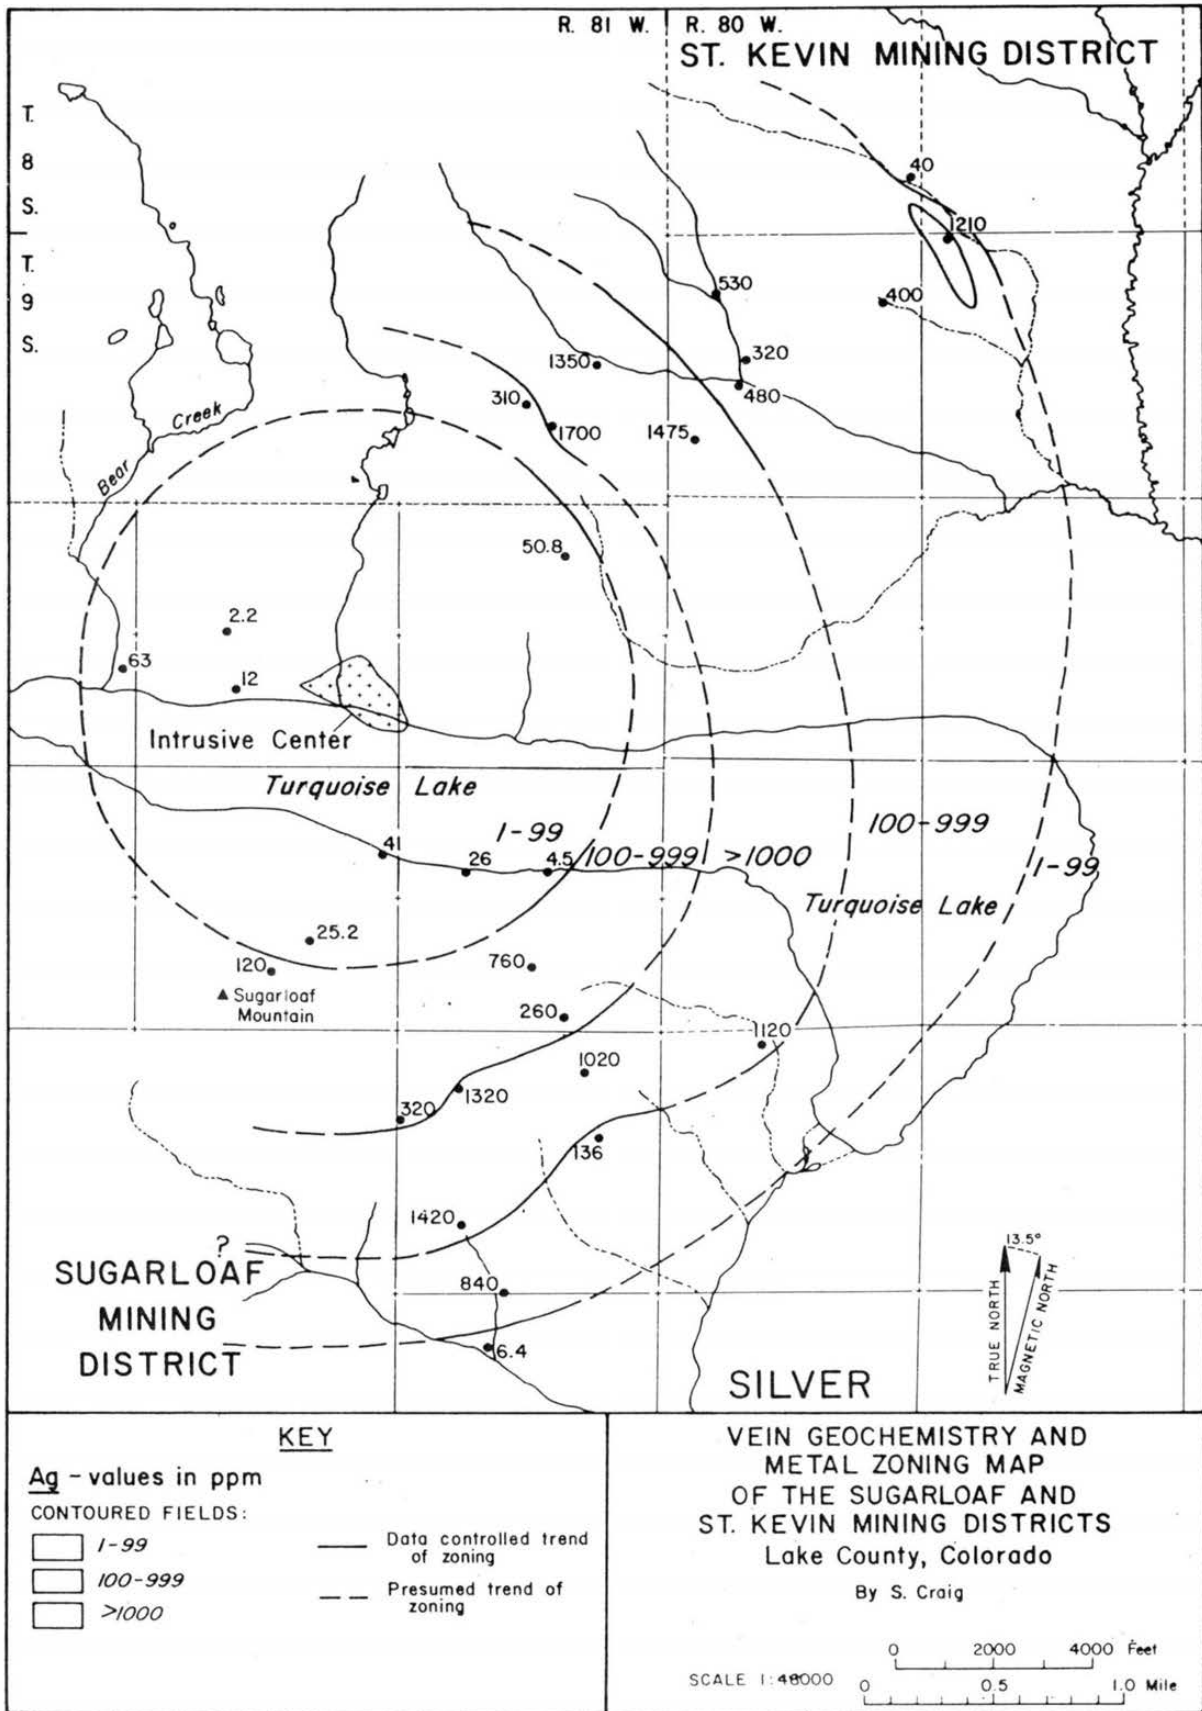 R. 81 W. R. 80 W.
ST. KEVIN MINING DISTRICT
T.
8
S.
T.
9
S.
40
1210
530
400
1350
320
310
480
1700
1475
Creek
Bear
50.8
2.2
63
12
Intrusive Center
Turquoise Lake
1-99
100-999
>1000
100-999
1-99
41
26
4.5
Turquoise Lake
25.2
120
760
Sugarloaf
Mountain
260
1120
1020
1320
320
136
1420
?
840
6.4
SUGARLOAF
MINING
DISTRICT
13.5°
TRUE NORTH
MAGNETIC NORTH
SILVER
KEY
Ag - values in ppm
CONTOURED FIELDS:
1-99
100-999
>1000
Data controlled trend
of zoning
Presumed trend of
zoning
VEIN GEOCHEMISTRY AND
METAL ZONING MAP
OF THE SUGARLOAF AND
ST. KEVIN MINING DISTRICTS
Lake County, Colorado
By S. Craig
SCALE 1:48000
0 2000 4000 Feet
0 0.5 1.0 Mile